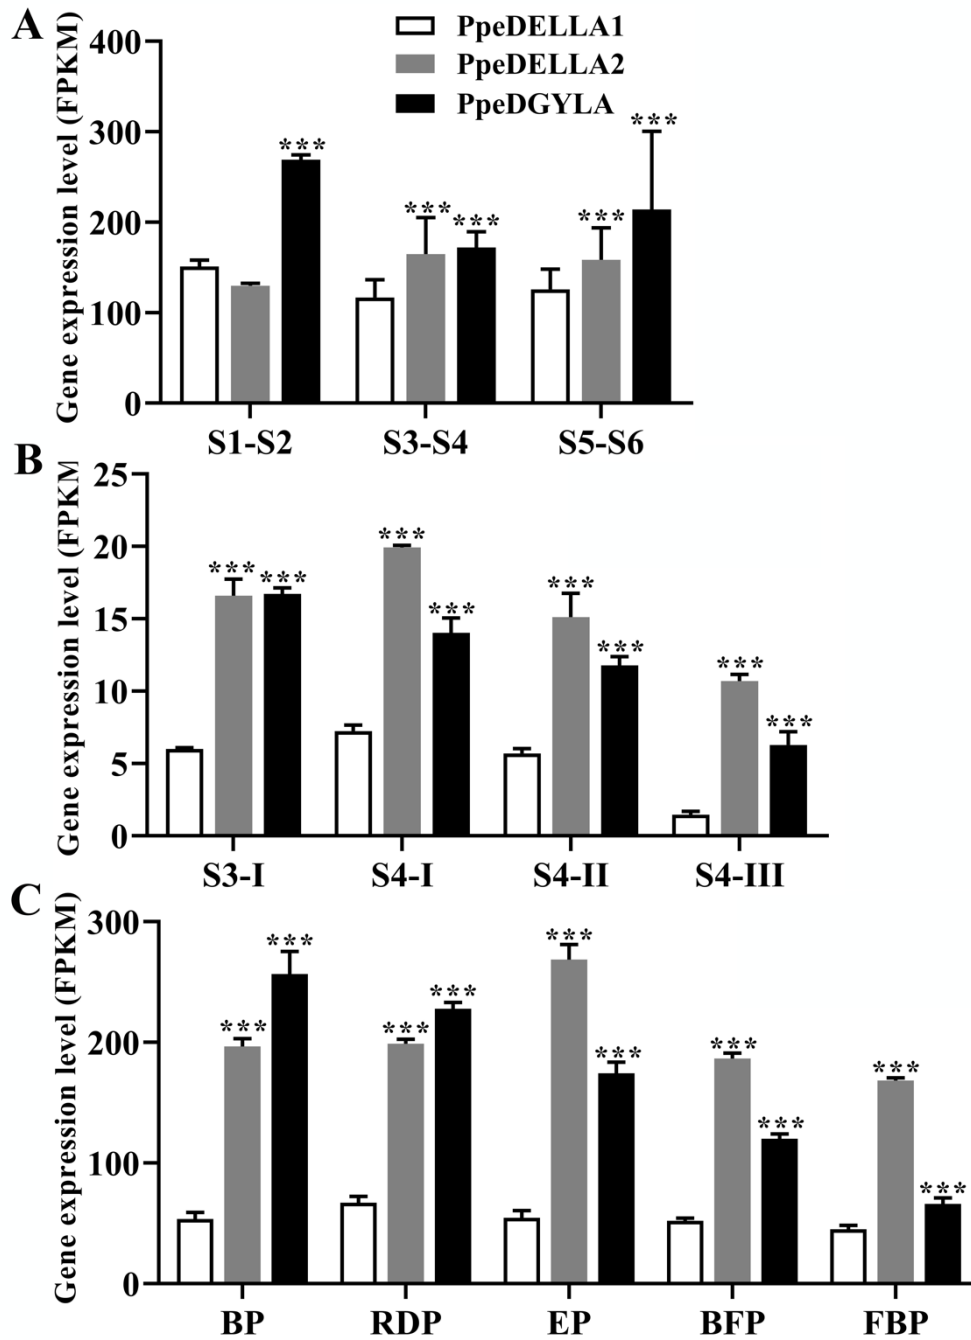 A
Gene expression level (FPKM)
400
300
200
100
0
PpeDELLA1
PpeDELLA2
PpeDGYLA
***
*** ***
*** ***
S1-S2 S3-S4 S5-S6
B
Gene expression level (FPKM
25
20
15
10
5
0
*** ***
*** ***
*** ***
*** ***
S3-I S4-I S4-II S4-III
C
Gene expression level (FPKM)
300
200
100
0
*** ***
*** ***
*** ***
*** ***
*** ***
BP RDP EP BFP FBP